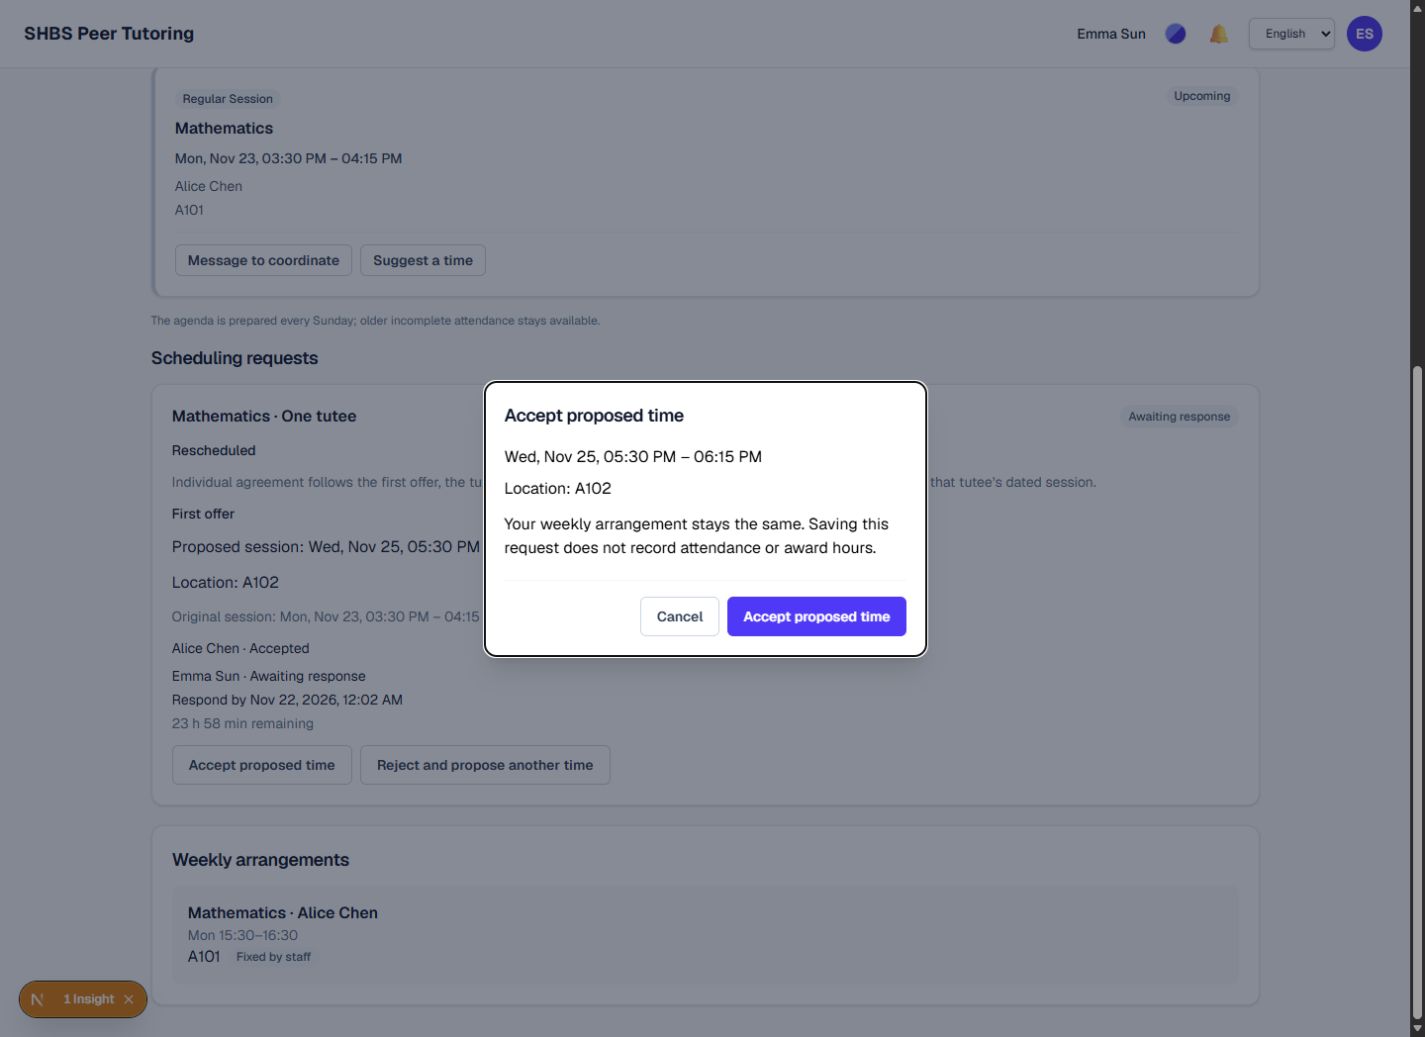 SHBS Peer Tutoring
Emma Sun
English
ES
Regular Session
Upcoming
Mathematics
Mon, Nov 23, 03:30 PM – 04:15 PM
Alice Chen
A101
Message to coordinate
Suggest a time
The agenda is prepared every Sunday; older incomplete attendance stays available.
Scheduling requests
Mathematics · One tutee
Awaiting response
Rescheduled
Individual agreement follows the first offer, the tu
that tutee's dated session.
First offer
Proposed session: Wed, Nov 25, 05:30 PM
Location: A102
Original session: Mon, Nov 23, 03:30 PM – 04:15
Alice Chen · Accepted
Emma Sun · Awaiting response
Respond by Nov 22, 2026, 12:02 AM
23 h 58 min remaining
Accept proposed time
Reject and propose another time
Accept proposed time
Wed, Nov 25, 05:30 PM – 06:15 PM
Location: A102
Your weekly arrangement stays the same. Saving this
request does not record attendance or award hours.
Cancel
Accept proposed time
Weekly arrangements
Mathematics · Alice Chen
Mon 15:30–16:30
A101
Fixed by staff
N
1 Insight